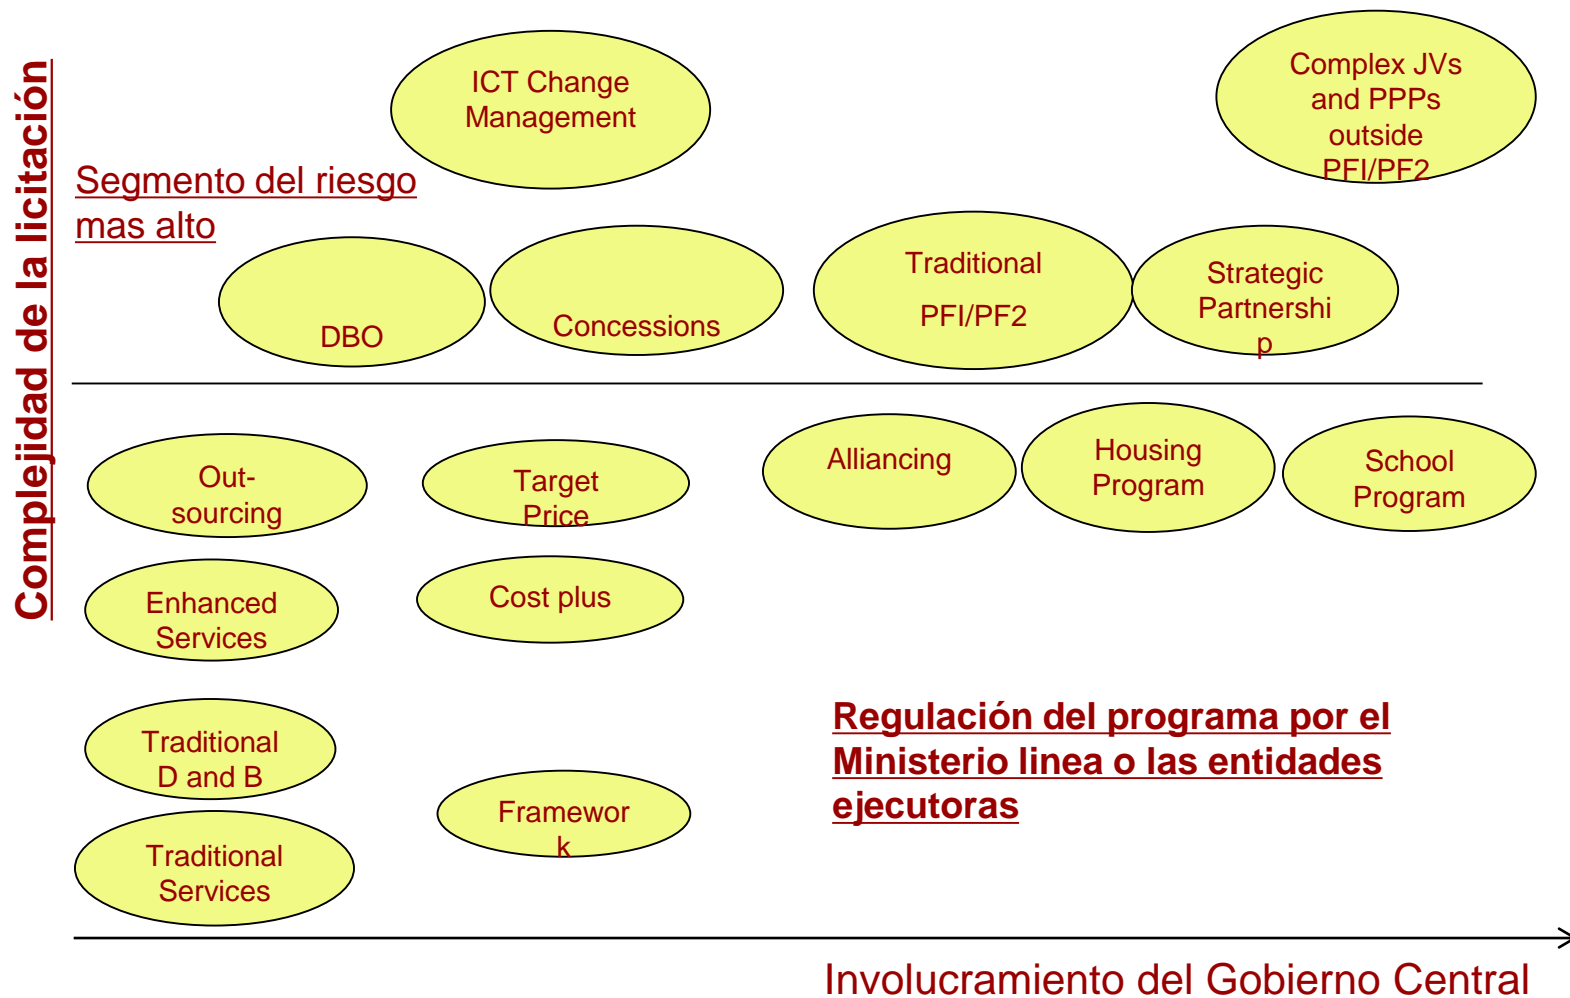 Complejidad de la licitación
ICT Change
Management
Complex JVs
and PPPs
outside
PFI/PF2
Segmento del riesgo
mas alto
DBO
Concessions
Traditional
PFI/PF2
Strategic
Partnershi
p
Out-
sourcing
Target
Price
Alliancing
Housing
Program
School
Program
Enhanced
Services
Cost plus
Traditional
D and B
Framewor
k
Regulación del programa por el
Ministerio linea o las entidades
ejecutoras
Traditional
Services
Involucramiento del Gobierno Central